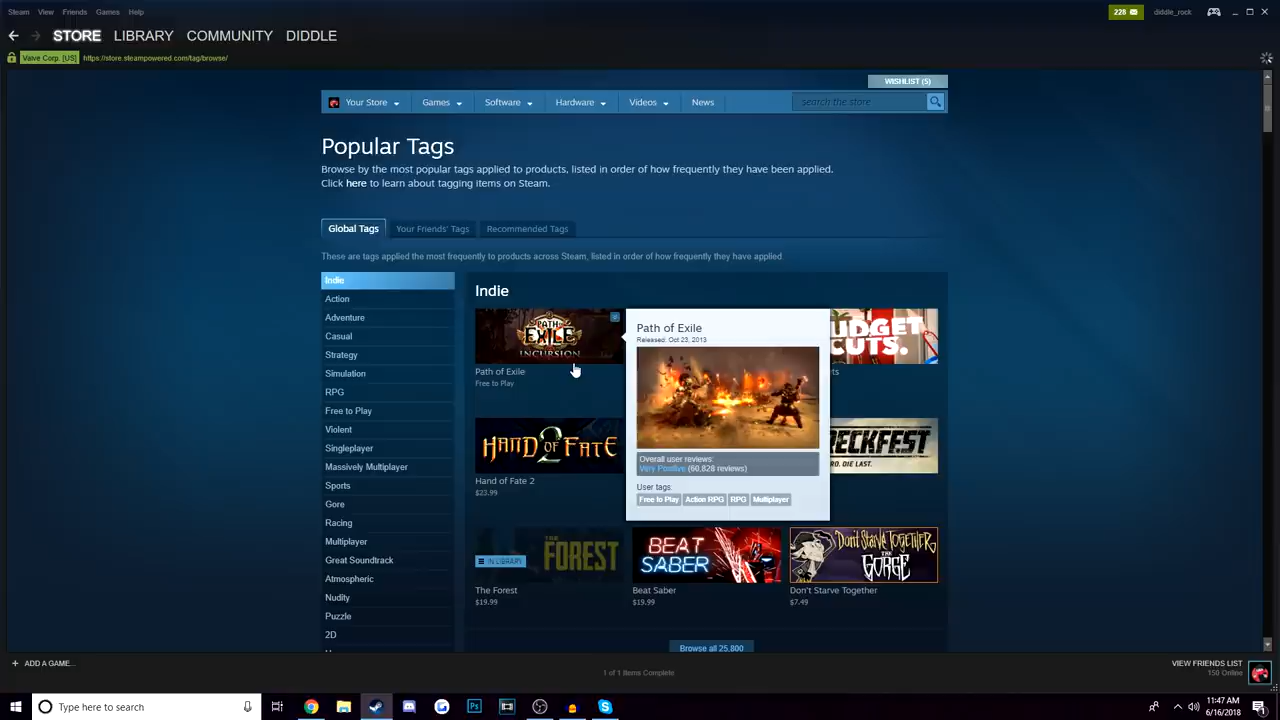 Steam View Friends Games Help
228
diddle_rock
STORE LIBRARY COMMUNITY DIDDLE
Valve Corp. [US] https://store.steampowered.com/tag/browse/
WISHLIST (5)
Your Store Games Software Hardware Videos News
search the store
Popular Tags
Browse by the most popular tags applied to products, listed in order of how frequently they have been applied.
Click here to learn about tagging items on Steam.
Global Tags Your Friends' Tags Recommended Tags
These are tags applied the most frequently to products across Steam, listed in order of how frequently they have applied.
Indie
Action
Adventure
Casual
Strategy
Simulation
RPG
Free to Play
Violent
Singleplayer
Massively Multiplayer
Sports
Gore
Racing
Multiplayer
Great Soundtrack
Atmospheric
Nudity
Puzzle
2D
Indie
PATH OF EXILE
INCURSION
Path of Exile
Free to Play
Path of Exile
Released: Oct 23, 2013
Overall user reviews:
Very Positive (60,828 reviews)
User tags:
Free to Play Action RPG RPG Multiplayer
UDGET
CUTS.
ts
HAND OF FATE 2
Hand of Fate 2
$23.99
RECKFEST
RO. DIE LAST.
THE FOREST
IN LIBRARY
The Forest
$19.99
BEAT
SABER
Beat Saber
$19.99
Don't Starve Together
THE GORGE
Don't Starve Together
$7.49
Browse all 25,800
ADD A GAME...
1 of 1 Items Complete
VIEW FRIENDS LIST
150 Online
Type here to search
Ps
11:47 AM
6/16/2018